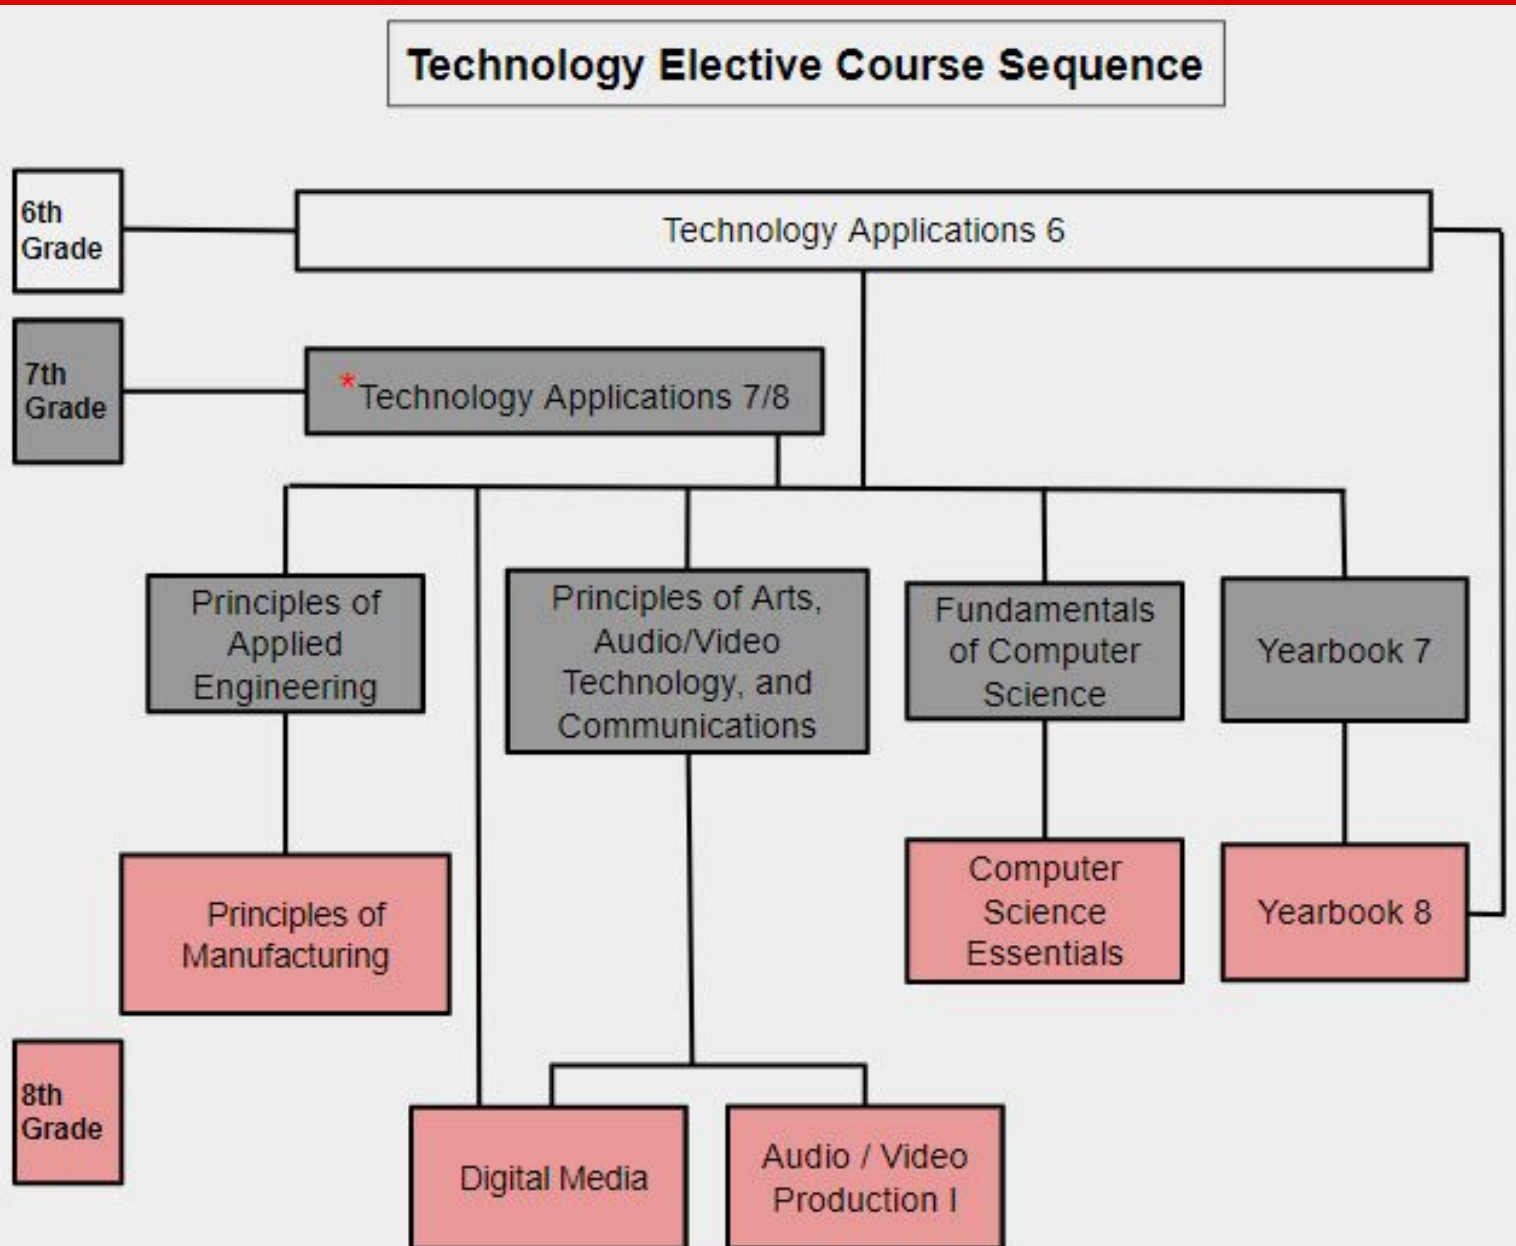 Technology Elective Course Sequence
6th
Grade
Technology Applications 6
7th
Grade
*Technology Applications 7/8
Principles of
Applied
Engineering
Principles of Arts,
Audio/Video
Technology, and
Communications
Fundamentals
of Computer
Science
Yearbook 7
Principles of
Manufacturing
Computer
Science
Essentials
Yearbook 8
8th
Grade
Digital Media
Audio / Video
Production I